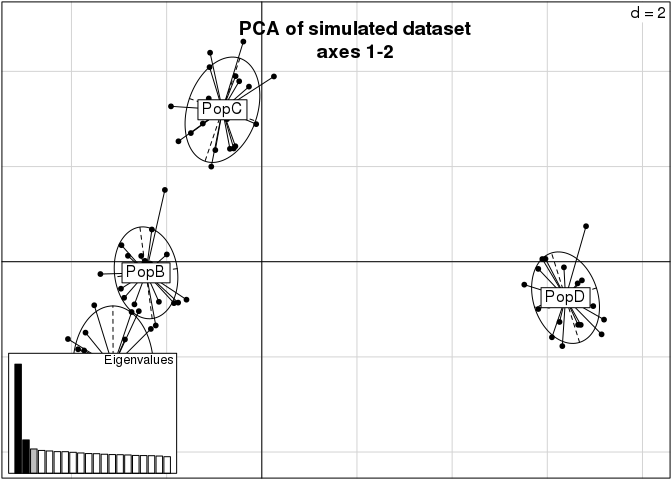 d = 2
PCA of simulated dataset
axes 1-2
PopC
PopB
PopD
Eigenvalues